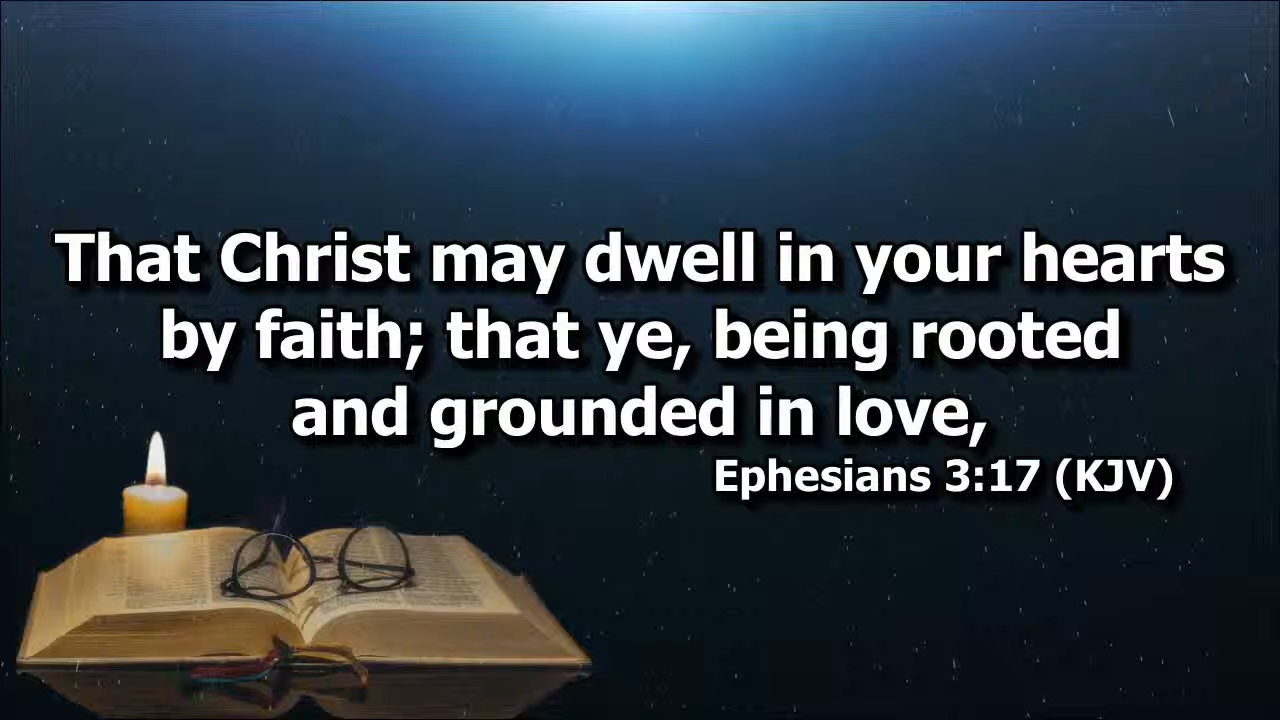 That Christ may dwell in your hearts
by faith; that ye, being rooted
and grounded in love,
Ephesians 3:17 (KJV)